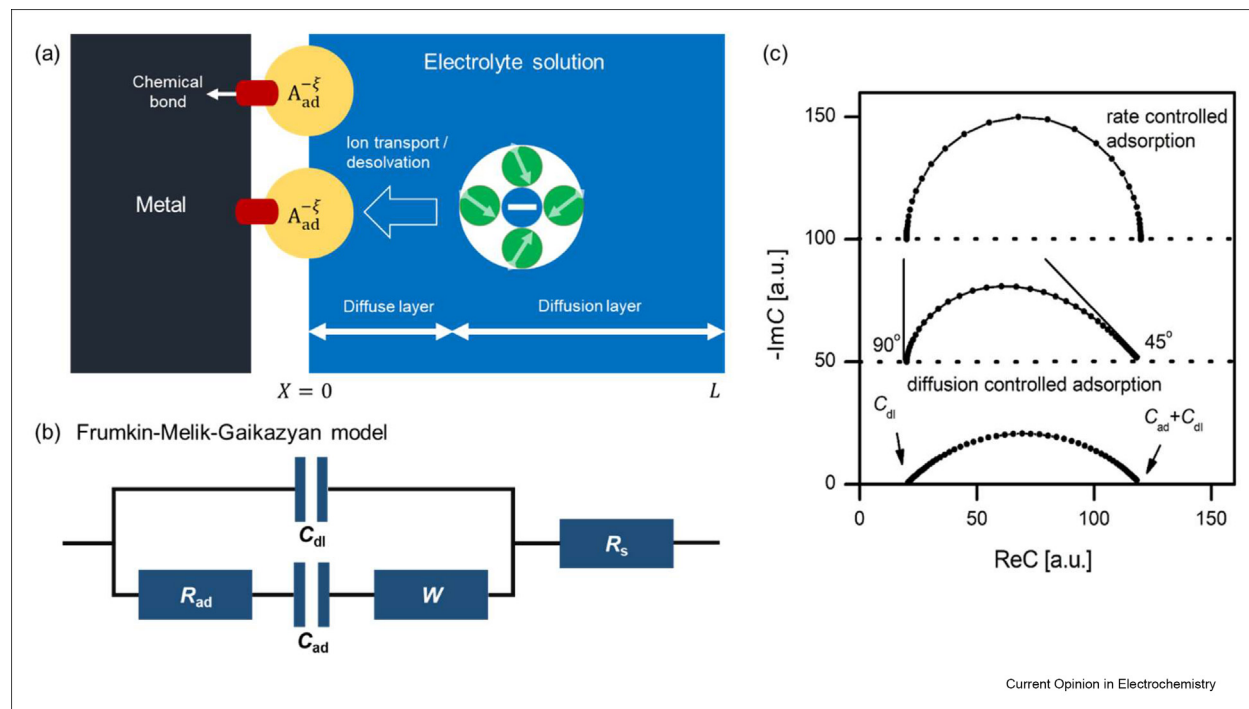 (a)
Chemical
bond
Metal
A_ad^{-ξ}
A_ad^{-ξ}
Electrolyte solution
Ion transport /
desolvation
Diffuse layer
Diffusion layer
X = 0
L
(b) Frumkin-Melik-Gaikazyan model
C_dl
R_ad
C_ad
W
R_s
(c)
-ImC [a.u.]
150
100
50
0
rate controlled
adsorption
90°
45°
diffusion controlled adsorption
C_dl
C_ad+C_dl
0
50
100
150
ReC [a.u.]
Current Opinion in Electrochemistry